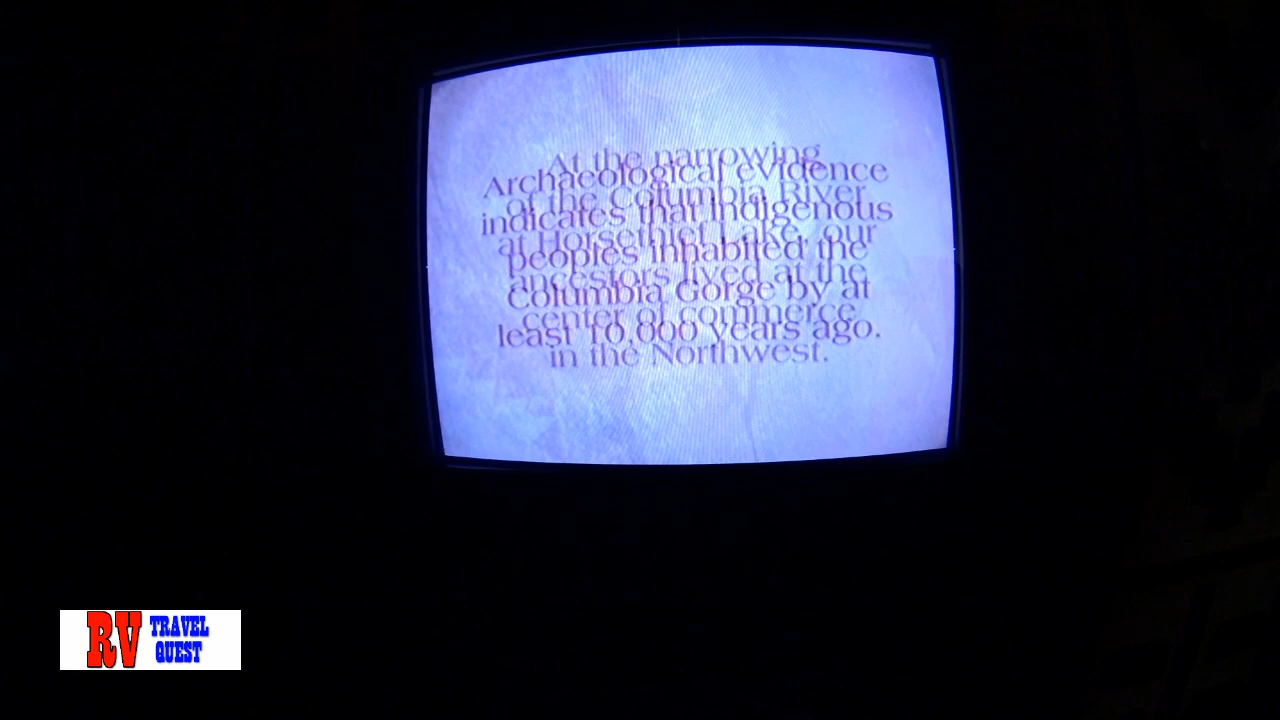 At the narrowing
of the Columbia River
at Horsethief Lake, our
ancestors lived at the
center of commerce
in the Northwest.
Archaeological evidence
indicates that indigenous
peoples inhabited the
Columbia Gorge by at
least 10,000 years ago.
RV TRAVEL
QUEST